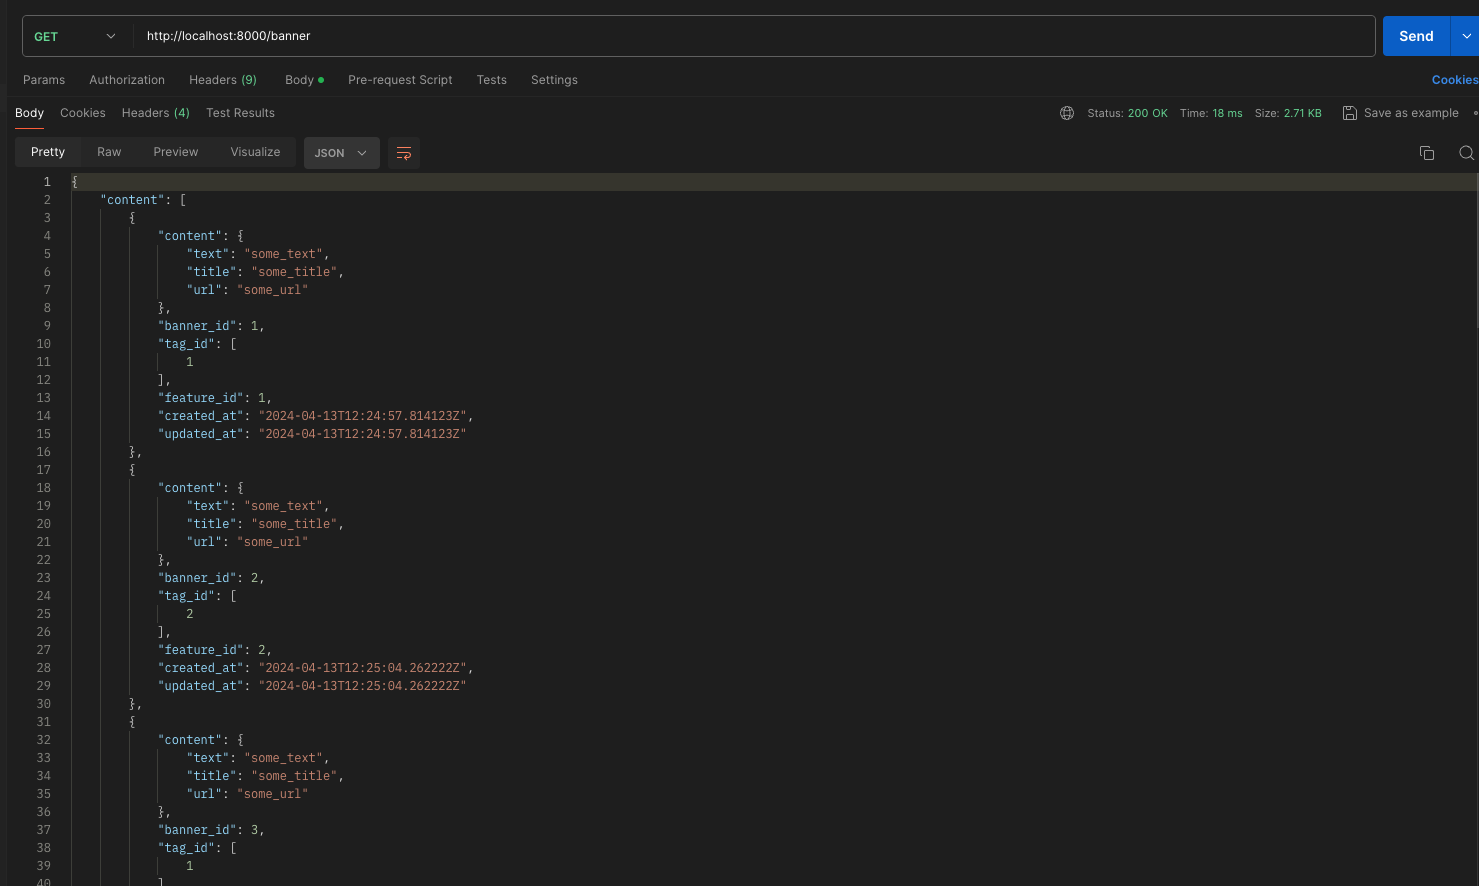 GET http://localhost:8000/banner Send
Params Authorization Headers (9) Body Pre-request Script Tests Settings Cookies
Body Cookies Headers (4) Test Results Status: 200 OK Time: 18 ms Size: 2.71 KB Save as example
Pretty Raw Preview Visualize JSON
1 {
2 "content": [
3 {
4 "content": {
5 "text": "some_text",
6 "title": "some_title",
7 "url": "some_url"
8 },
9 "banner_id": 1,
10 "tag_id": [
11 1
12 ],
13 "feature_id": 1,
14 "created_at": "2024-04-13T12:24:57.814123Z",
15 "updated_at": "2024-04-13T12:24:57.814123Z"
16 },
17 {
18 "content": {
19 "text": "some_text",
20 "title": "some_title",
21 "url": "some_url"
22 },
23 "banner_id": 2,
24 "tag_id": [
25 2
26 ],
27 "feature_id": 2,
28 "created_at": "2024-04-13T12:25:04.262222Z",
29 "updated_at": "2024-04-13T12:25:04.262222Z"
30 },
31 {
32 "content": {
33 "text": "some_text",
34 "title": "some_title",
35 "url": "some_url"
36 },
37 "banner_id": 3,
38 "tag_id": [
39 1
40 ]